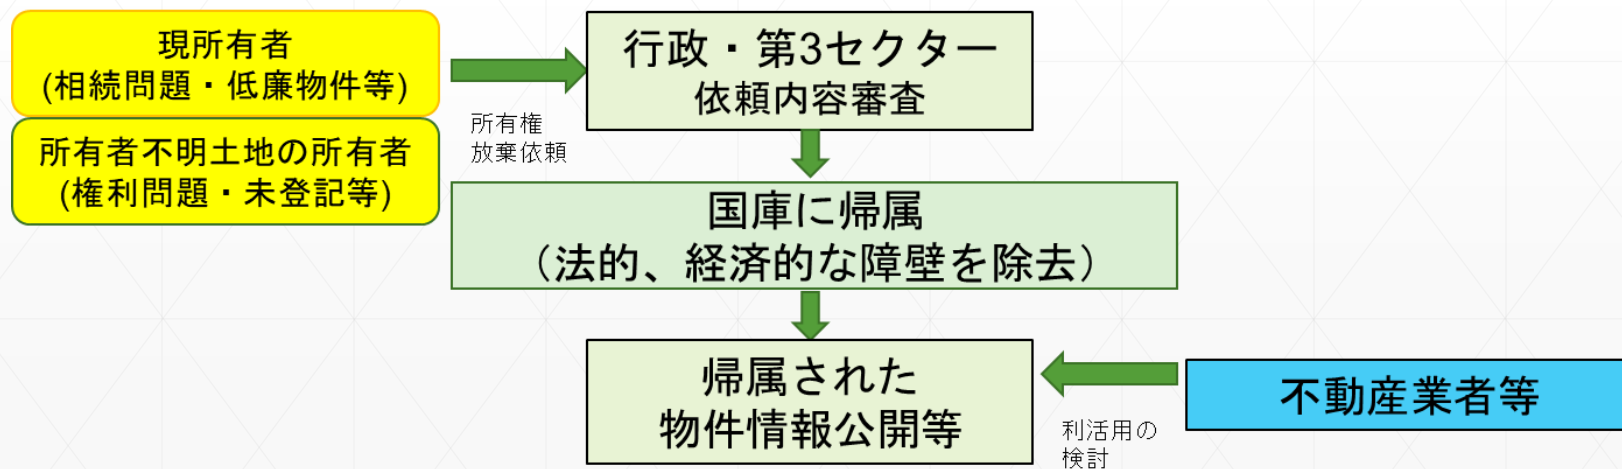 現所有者
(相続問題・低廉物件等)
所有者不明土地の所有者
(権利問題・未登記等)
所有権
放棄依頼
行政・第3セクター
依頼内容審査
国庫に帰属
（法的、経済的な障壁を除去）
帰属された
物件情報公開等
利活用の
検討
不動産業者等